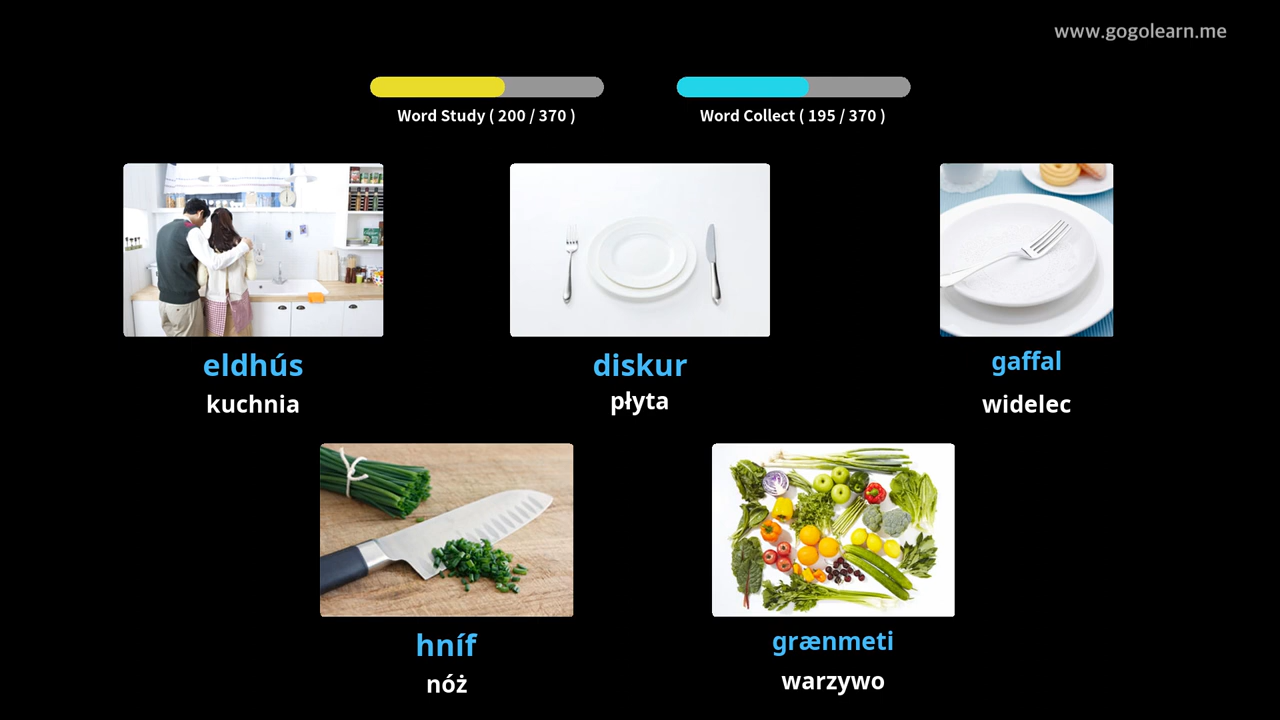 www.gogolearn.me
Word Study ( 200 / 370 )
Word Collect ( 195 / 370 )
eldhús
kuchnia
diskur
płyta
gaffal
widelec
hníf
nóż
grænmeti
warzywo